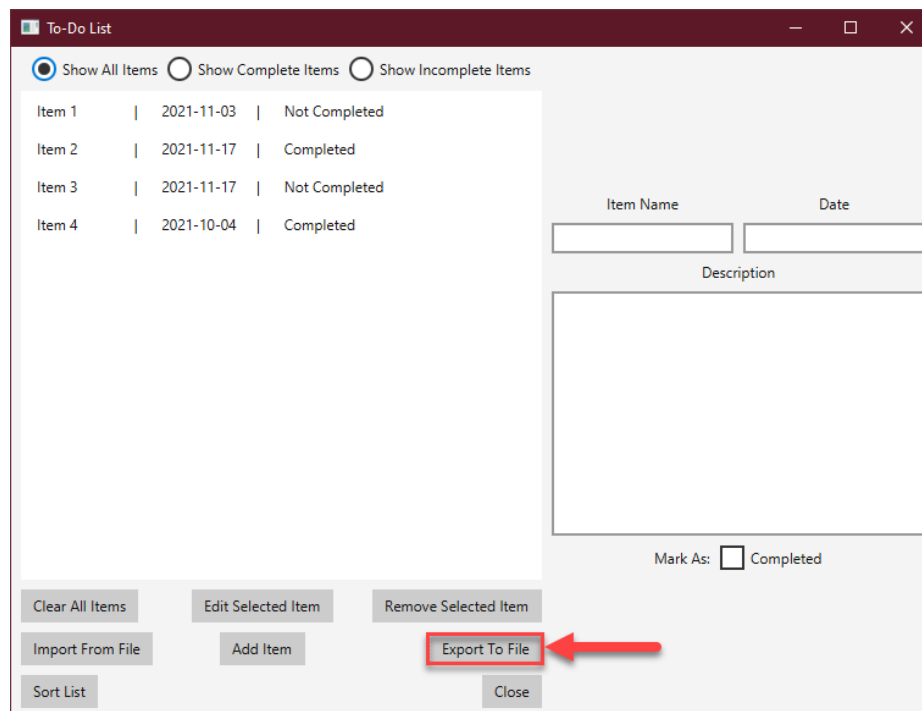 To-Do List
Show All Items Show Complete Items Show Incomplete Items
Item 1 | 2021-11-03 | Not Completed
Item 2 | 2021-11-17 | Completed
Item 3 | 2021-11-17 | Not Completed
Item 4 | 2021-10-04 | Completed
Item Name Date
Description
Mark As: Completed
Clear All Items Edit Selected Item Remove Selected Item
Import From File Add Item Export To File
Sort List Close